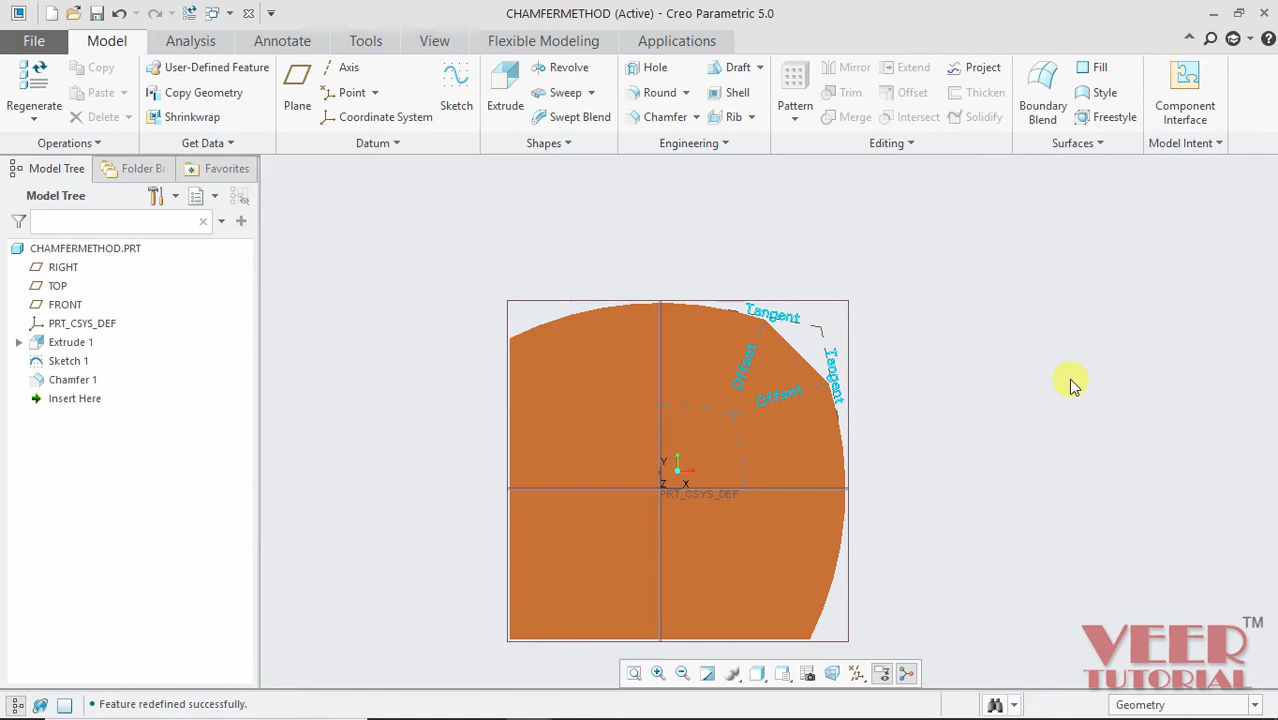 CHAMFERMETHOD (Active) - Creo Parametric 5.0
File Model Analysis Annotate Tools View Flexible Modeling Applications
Regenerate
Copy
Paste
Delete
Operations
User-Defined Feature
Copy Geometry
Shrinkwrap
Get Data
Plane
Axis
Point
Coordinate System
Sketch
Datum
Extrude
Revolve
Sweep
Swept Blend
Shapes
Hole
Round
Chamfer
Draft
Shell
Rib
Engineering
Pattern
Mirror
Trim
Merge
Extend
Offset
Intersect
Project
Thicken
Solidify
Editing
Boundary
Blend
Fill
Style
Freestyle
Surfaces
Component
Interface
Model Intent
Model Tree Folder Br Favorites
Model Tree
CHAMFERMETHOD.PRT
RIGHT
TOP
FRONT
PRT_CSYS_DEF
Extrude 1
Sketch 1
Chamfer 1
Insert Here
Tangent
Tangent
Offset
Offset
Y
Z X
PRT_CSYS_DEF
VEER TM
TUTORIAL
Feature redefined successfully.
Geometry